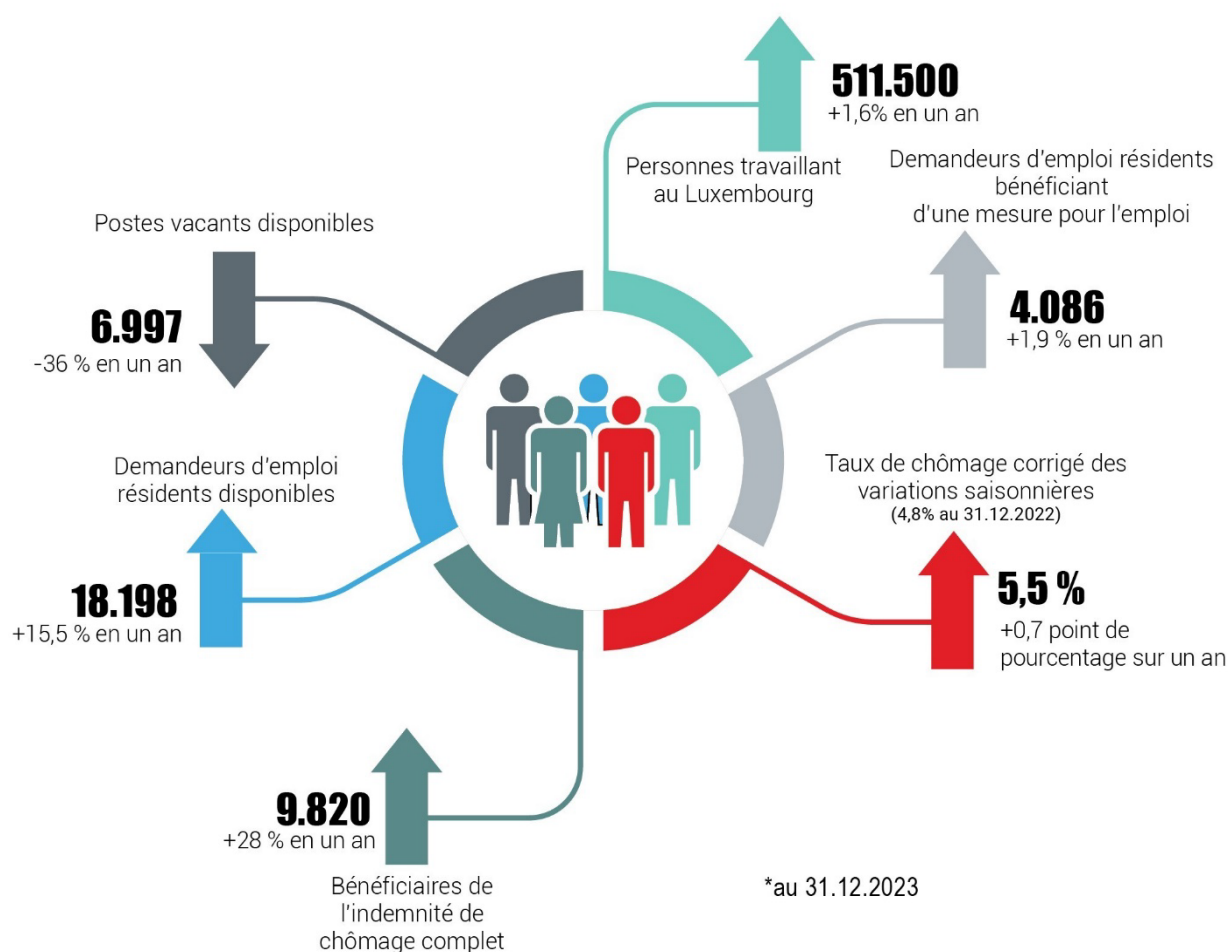 511.500
+1,6% en un an
Personnes travaillant
au Luxembourg
Demandeurs d'emploi résidents
bénéficiant
d'une mesure pour l'emploi
4.086
+1,9 % en un an
Taux de chômage corrigé des
variations saisonnières
(4,8% au 31.12.2022)
5,5 %
+0,7 point de
pourcentage sur un an
Postes vacants disponibles
6.997
-36 % en un an
Demandeurs d'emploi
résidents disponibles
18.198
+15,5 % en un an
9.820
+28 % en un an
Bénéficiaires de
l'indemnité de
chômage complet
*au 31.12.2023